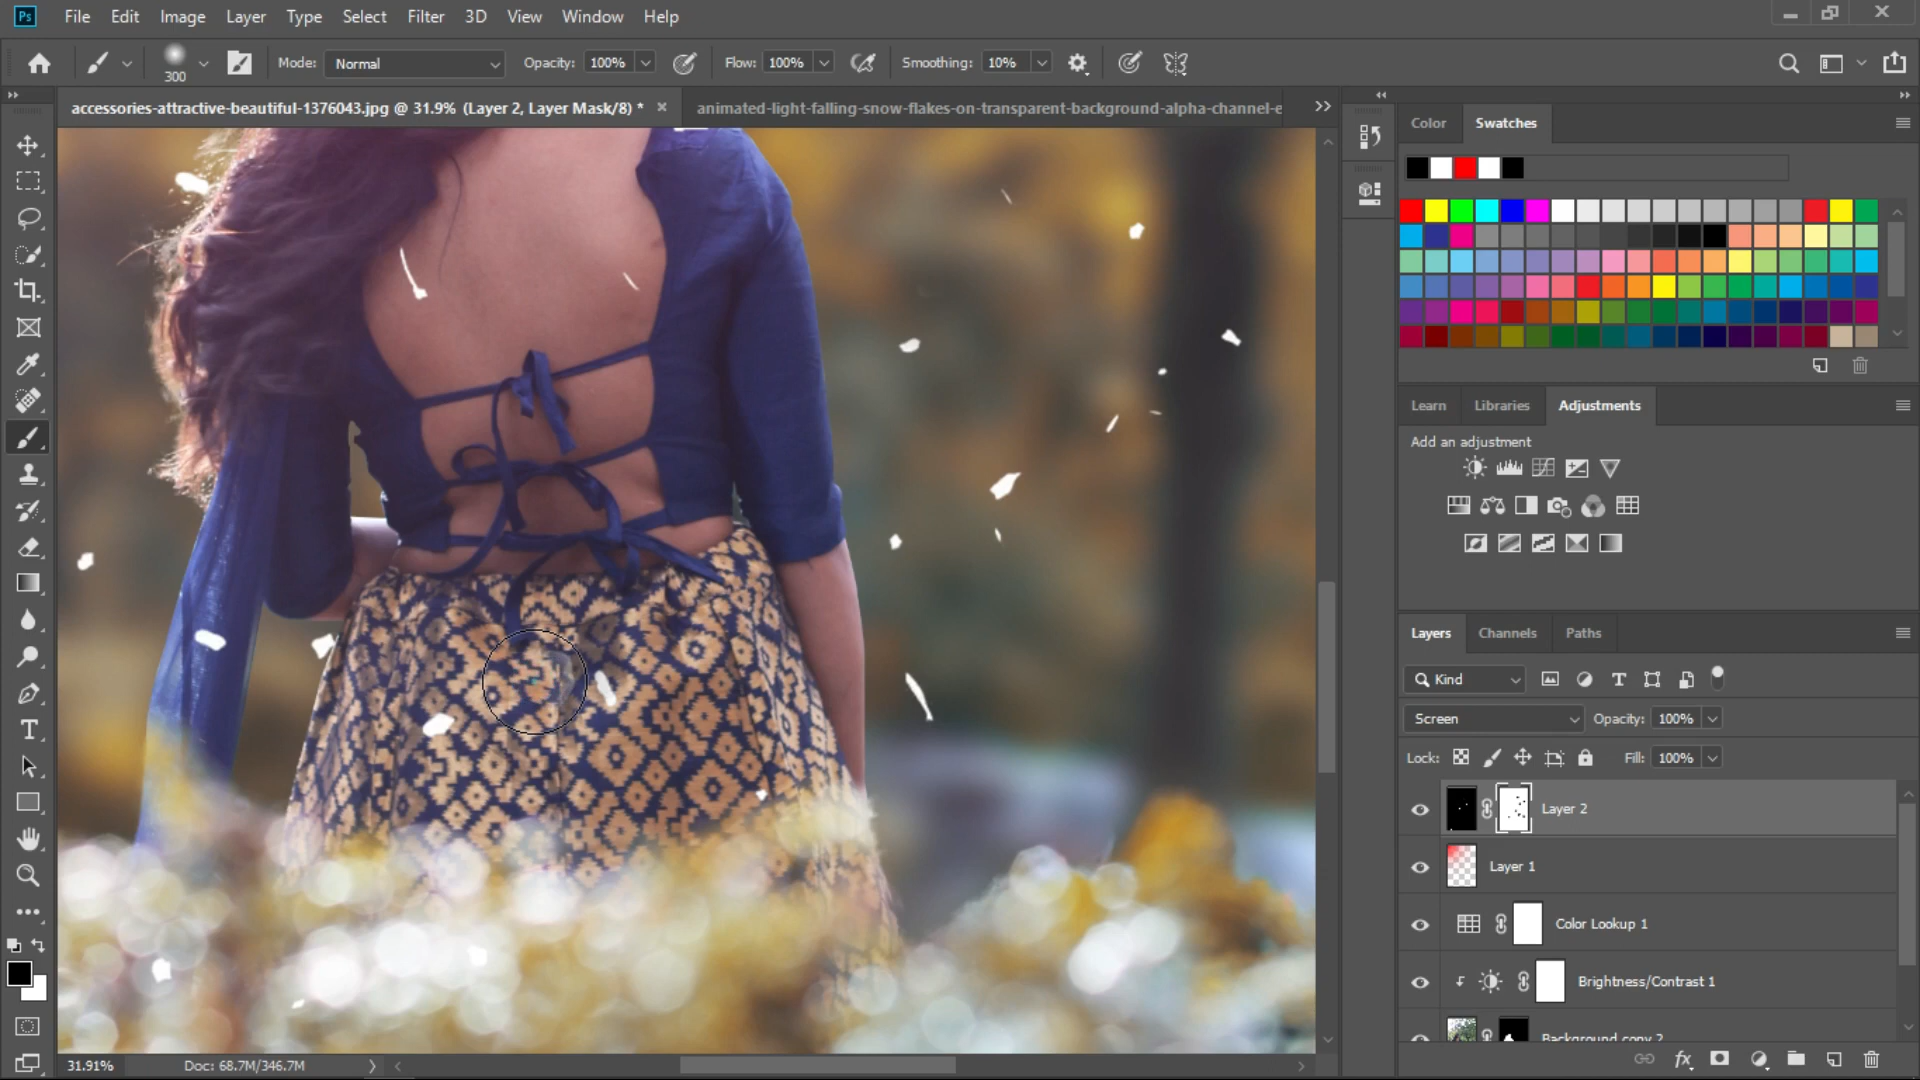 Ps File Edit Image Layer Type Select Filter 3D View Window Help
300 Mode: Normal Opacity: 100% Flow: 100% Smoothing: 10%
accessories-attractive-beautiful-1376043.jpg @ 31.9% (Layer 2, Layer Mask/8) * × animated-light-falling-snow-flakes-on-transparent-background-alpha-channel-e
Color Swatches
Learn Libraries Adjustments
Add an adjustment
Layers Channels Paths
Kind
Screen Opacity: 100%
Lock: Fill: 100%
Layer 2
Layer 1
Color Lookup 1
Brightness/Contrast 1
Background copy 2
31.91% Doc: 68.7M/346.7M